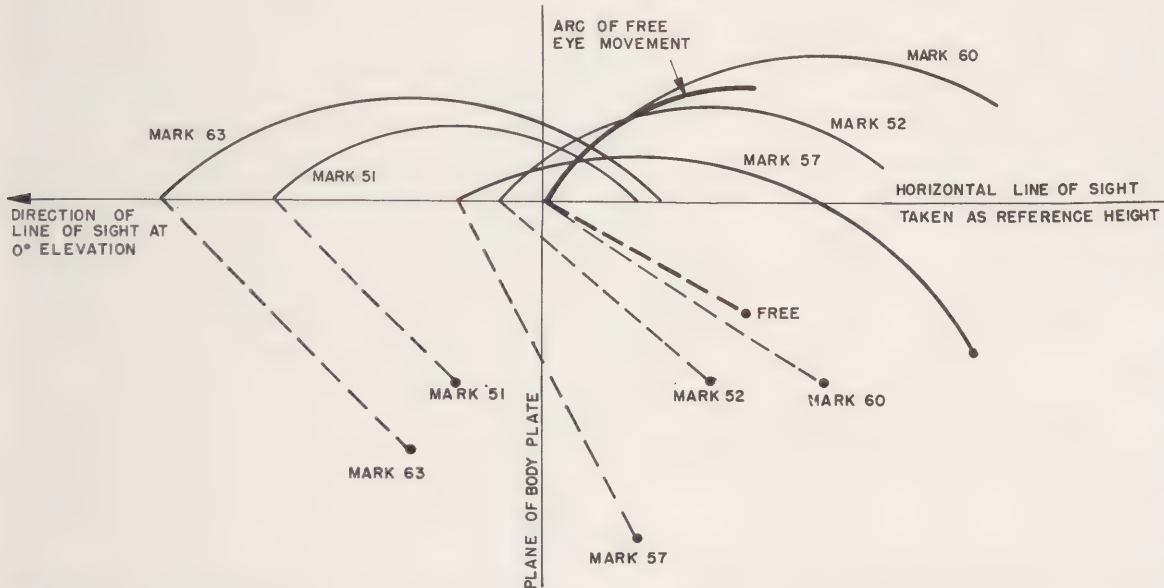 ARC OF FREE
EYE MOVEMENT
MARK 60
MARK 63
MARK 52
MARK 51
MARK 57
HORIZONTAL LINE OF SIGHT
TAKEN AS REFERENCE HEIGHT
DIRECTION OF
LINE OF SIGHT AT
0° ELEVATION
FREE
MARK 51
MARK 52
MARK 60
MARK 63
MARK 57
PLANE OF BODY PLATE